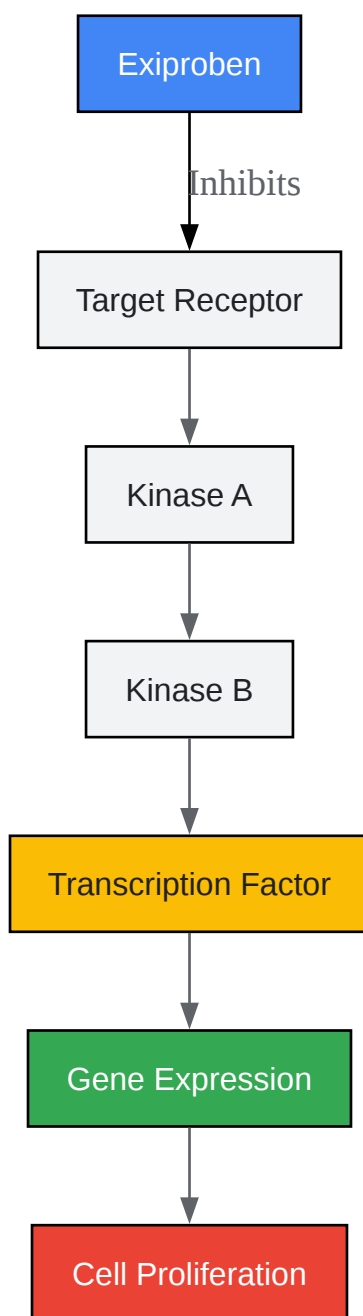 Exiproben
Inhibits
Target Receptor
Kinase A
Kinase B
Transcription Factor
Gene Expression
Cell Proliferation